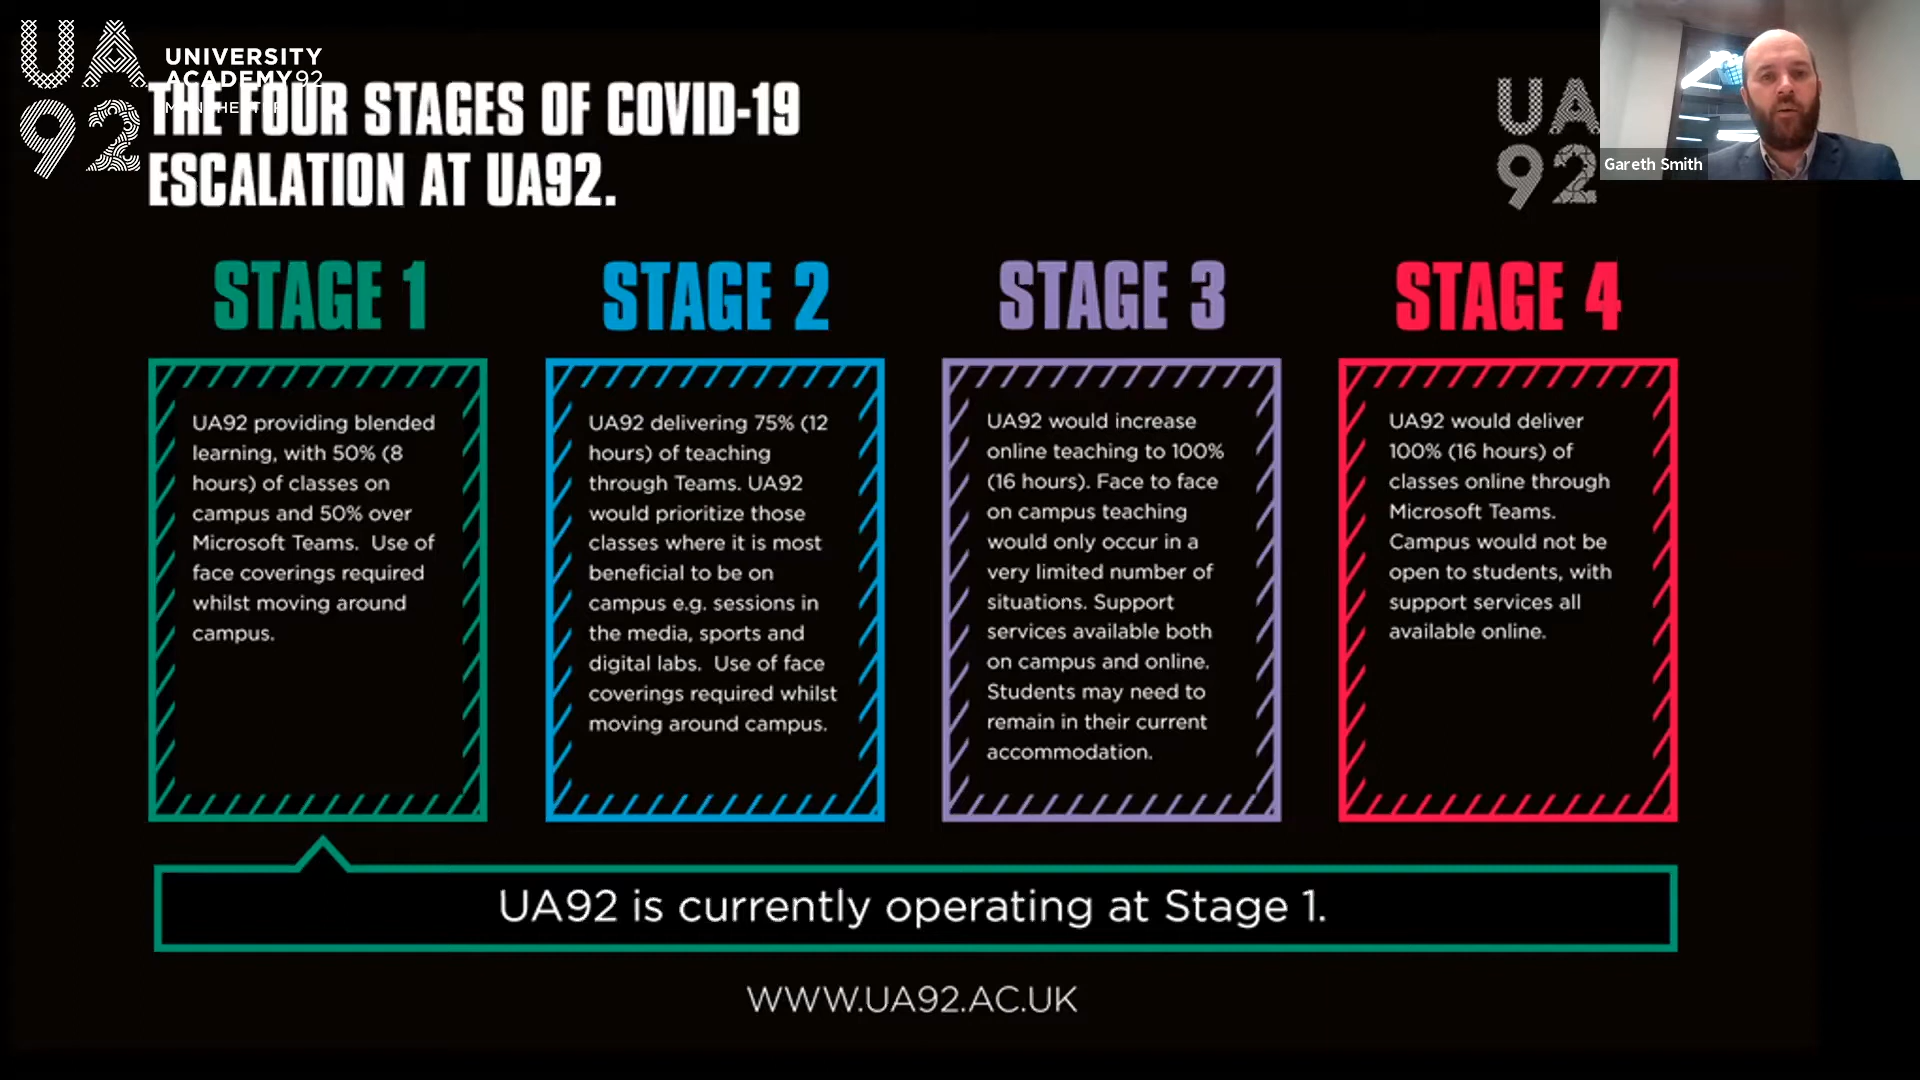 UA
92
UNIVERSITY
ACADEMY92
MANCHESTER
THE FOUR STAGES OF COVID-19
ESCALATION AT UA92.
UA
92
Gareth Smith
STAGE 1
UA92 providing blended
learning, with 50% (8
hours) of classes on
campus and 50% over
Microsoft Teams. Use of
face coverings required
whilst moving around
campus.
STAGE 2
UA92 delivering 75% (12
hours) of teaching
through Teams. UA92
would prioritize those
classes where it is most
beneficial to be on
campus e.g. sessions in
the media, sports and
digital labs. Use of face
coverings required whilst
moving around campus.
STAGE 3
UA92 would increase
online teaching to 100%
(16 hours). Face to face
on campus teaching
would only occur in a
very limited number of
situations. Support
services available both
on campus and online.
Students may need to
remain in their current
accommodation.
STAGE 4
UA92 would deliver
100% (16 hours) of
classes online through
Microsoft Teams.
Campus would not be
open to students, with
support services all
available online.
UA92 is currently operating at Stage 1.
WWW.UA92.AC.UK